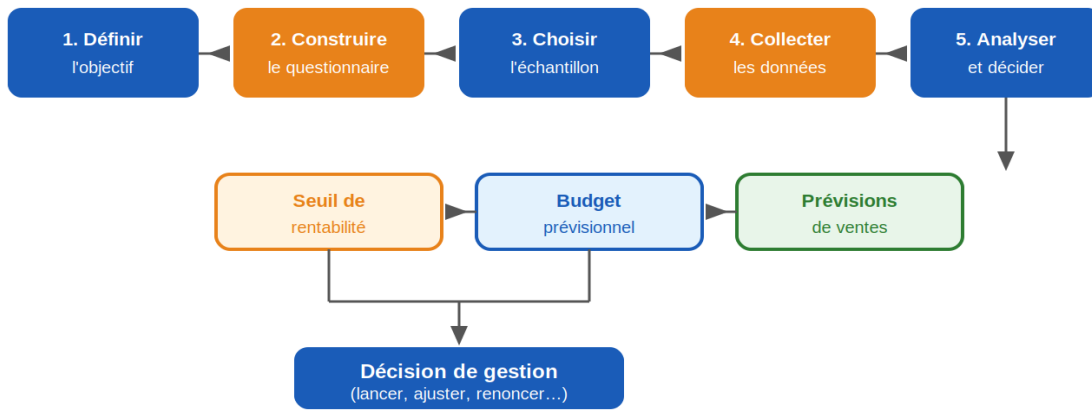 1. Définir
l'objectif
2. Construire
le questionnaire
3. Choisir
l'échantillon
4. Collecter
les données
5. Analyser
et décider
Seuil de
rentabilité
Budget
prévisionnel
Prévisions
de ventes
Décision de gestion
(lancer, ajuster, renoncer…)